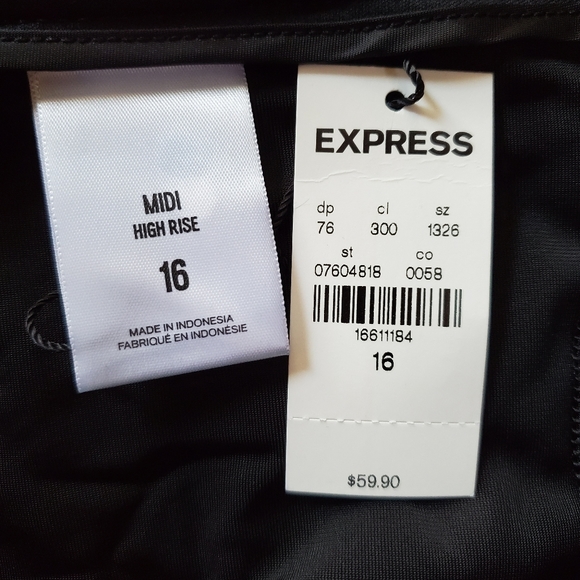 MIDI
HIGH RISE
16
MADE IN INDONESIA
FABRIQUÉ EN INDONÉSIE
EXPRESS
dp cl sz
76 300 1326
st co
07604818 0058
16611184
16
$59.90